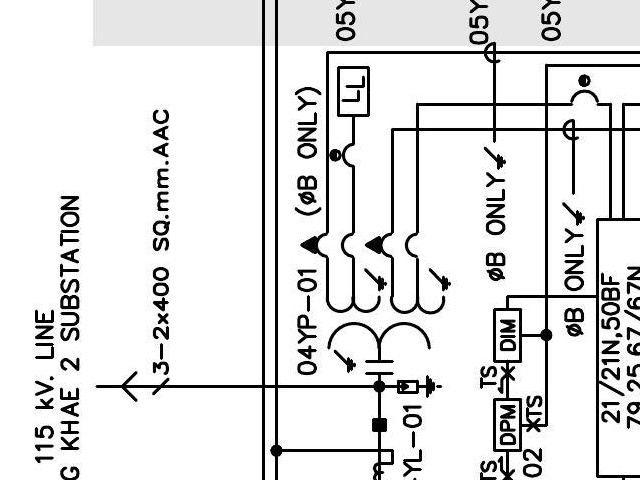 115 kV. LINE
G KHAE 2 SUBSTATION
3-2x400 SQ.mm.AAC
04YP-01 (øB ONLY)
LL
05Y
05Y
05Y
øB ONLY
øB ONLY
DIM
TS
DPM
TS
TS
02
YL-01
21/21N,50BF
79,25,67/67N